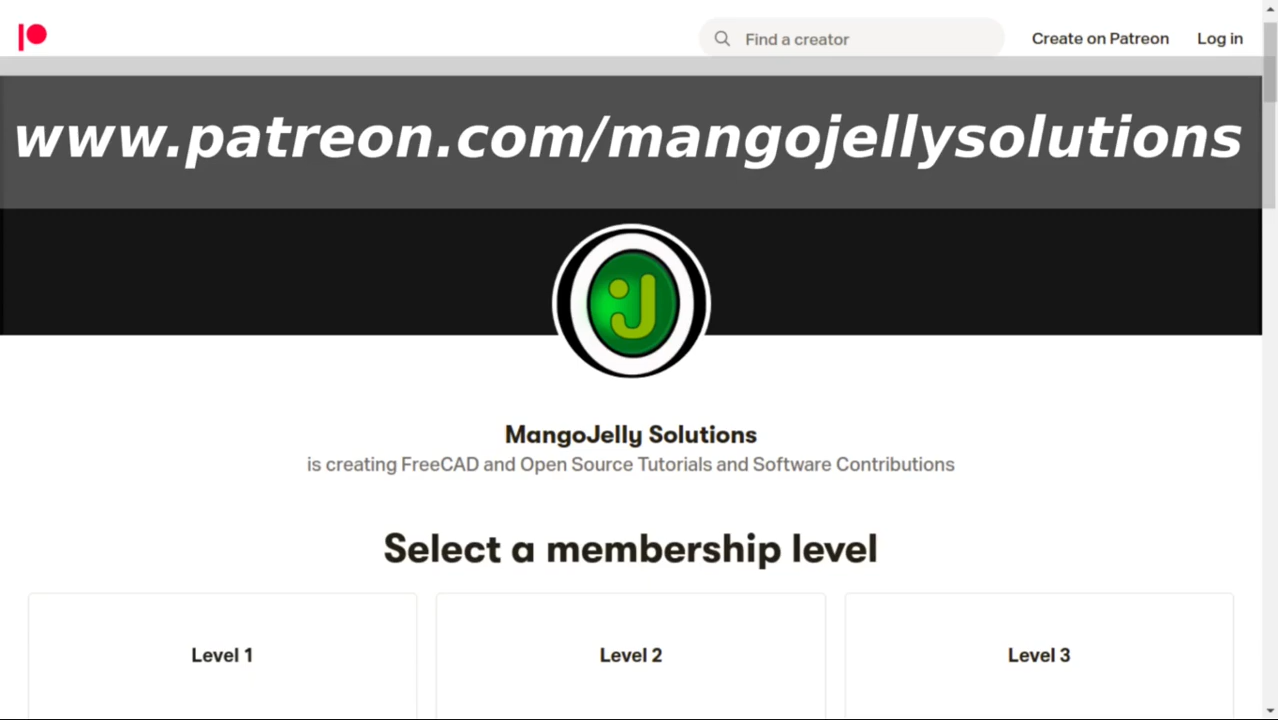 Find a creator
Create on Patreon
Log in
www.patreon.com/mangojellysolutions
J
MangoJelly Solutions
is creating FreeCAD and Open Source Tutorials and Software Contributions
Select a membership level
Level 1
Level 2
Level 3